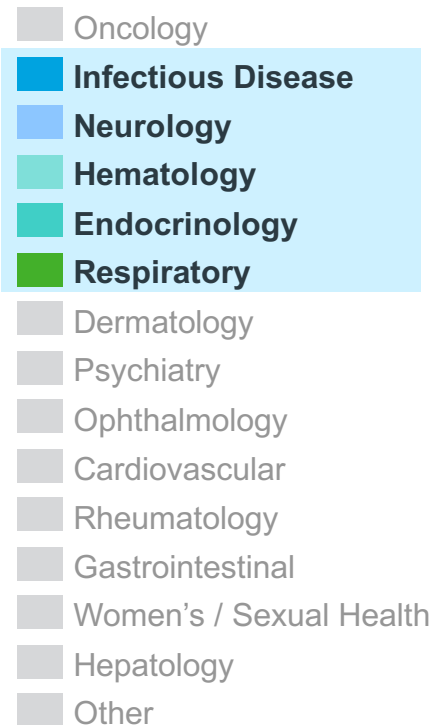 Oncology
Infectious Disease
Neurology
Hematology
Endocrinology
Respiratory
Dermatology
Psychiatry
Ophthalmology
Cardiovascular
Rheumatology
Gastrointestinal
Women’s / Sexual Health
Hepatology
Other